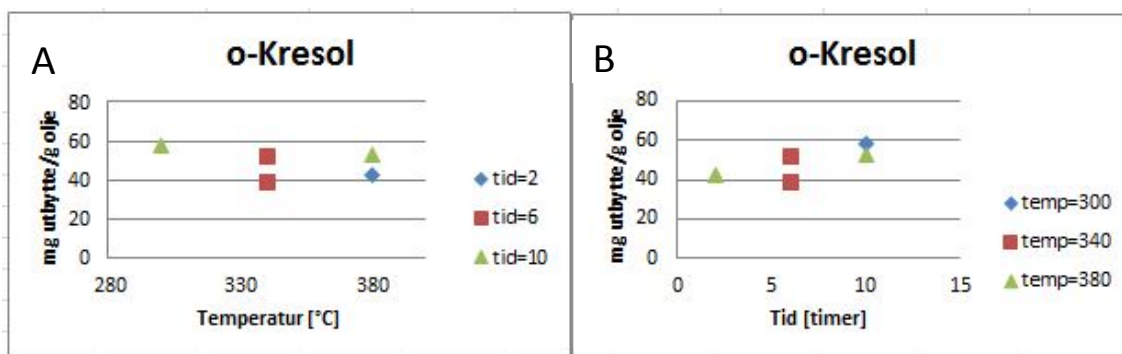 A
o-Kresol
mg utbytte/g olje
80
60
40
20
0
280
330
380
Temperatur [°C]
tid=2
tid=6
tid=10
B
o-Kresol
mg utbytte/g olje
80
60
40
20
0
0
5
10
15
Tid [timer]
temp=300
temp=340
temp=380